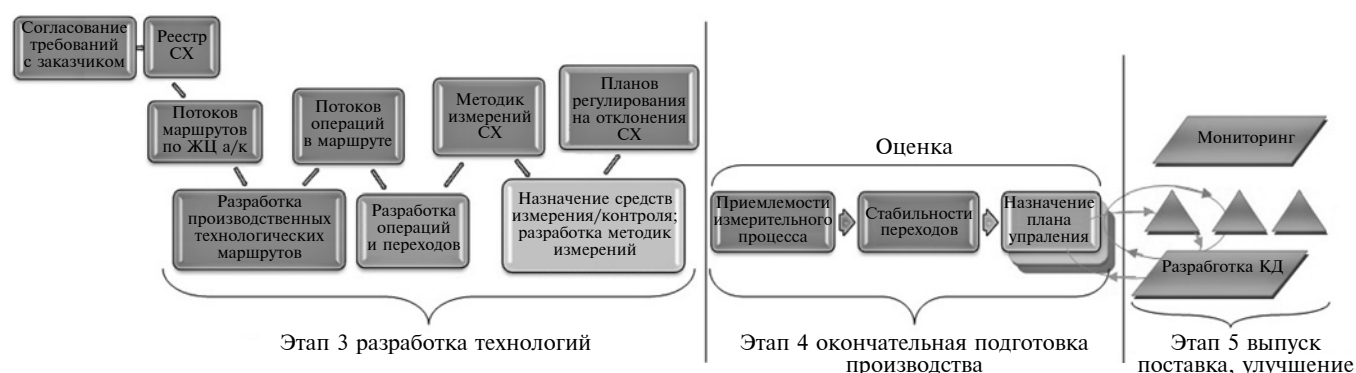 Согласование
требований
с заказчиком
Реестр
СХ
Потоков
маршрутов
по ЖЦ а/к
Разработка
производственных
технологических
маршрутов
Потоков
операций
в маршруте
Разработка
операций
и переходов
Методик
измерений
СХ
Планов
регулирования
на отклонения
СХ
Назначение средств
измерения/контроля;
разработка методик
измерений
Этап 3 разработка технологий
Оценка
Приемлемости
измерительного
процесса
Стабильности
переходов
Назначение
плана
упраления
Этап 4 окончательная подготовка
производства
Мониторинг
Разрабготка КД
Этап 5 выпуск
поставка, улучшение